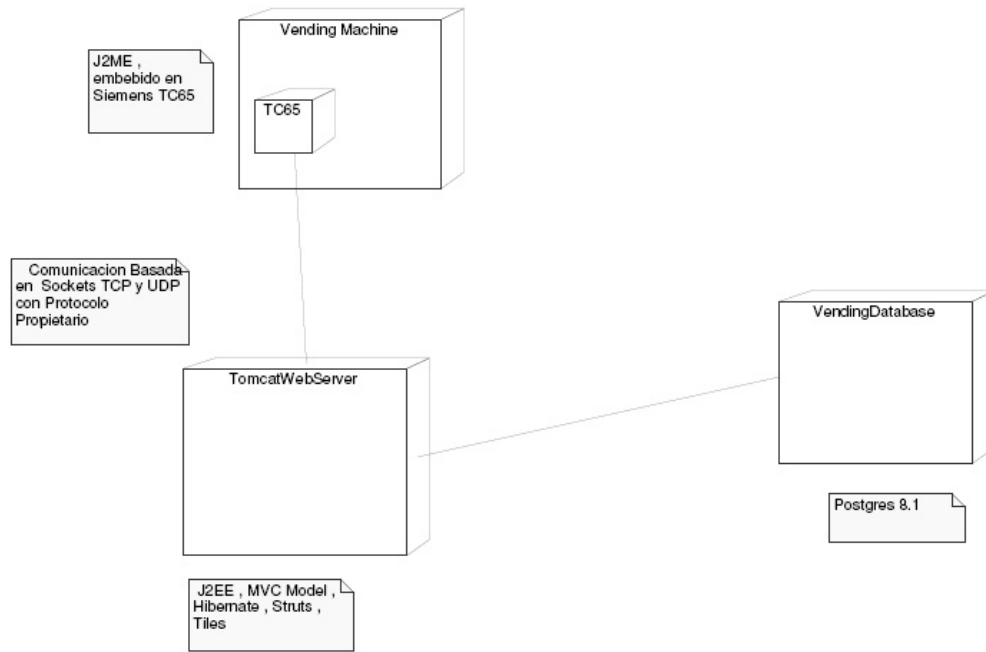 Vending Machine
J2ME ,
embebido en
Siemens TC65
TC65
Comunicacion Basada
en Sockets TCP y UDP
con Protocolo
Propietario
TomcatWebServer
VendingDatabase
Postgres 8.1
J2EE , MVC Model ,
Hibernate , Struts ,
Tiles